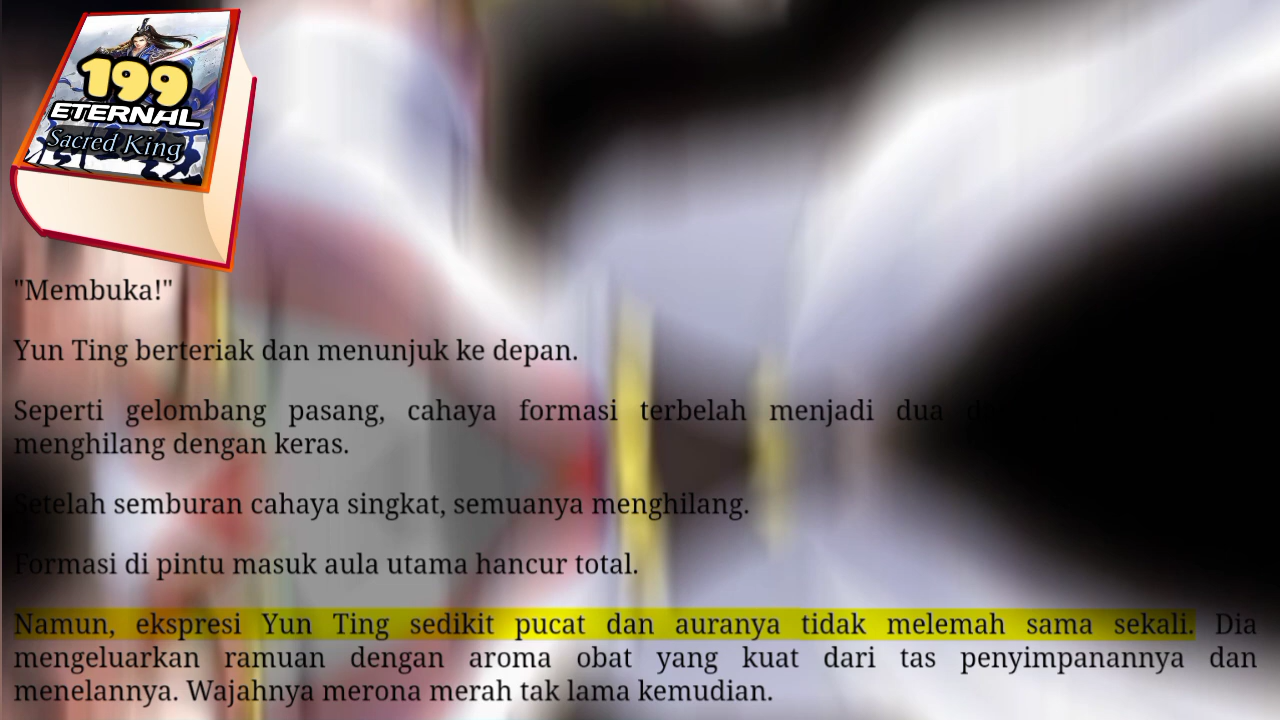 199
ETERNAL
Sacred King
"Membuka!"
Yun Ting berteriak dan menunjuk ke depan.
Seperti gelombang pasang, cahaya formasi terbelah menjadi dua
menghilang dengan keras.
Setelah semburan cahaya singkat, semuanya menghilang.
Formasi di pintu masuk aula utama hancur total.
Namun, ekspresi Yun Ting sedikit pucat dan auranya tidak melemah sama sekali. Dia
mengeluarkan ramuan dengan aroma obat yang kuat dari tas penyimpanannya dan
menelannya. Wajahnya merona merah tak lama kemudian.